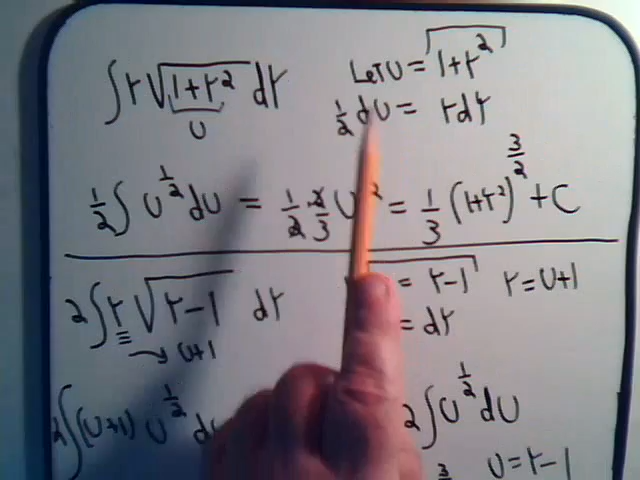 ∫r√(1+r²) dr Let U = 1+r²
U ½ dU = r dr
½ ∫ U^½ dU = ½ · ⅔ U = ⅓ (1+r²)^(3/2) + C
2 ∫ r √(r-1) dr = r-1 r = U+1
→ U+1 = dr
2 ∫ (U+1) U^½ d 2 ∫ U^½ dU
3 U = r-1